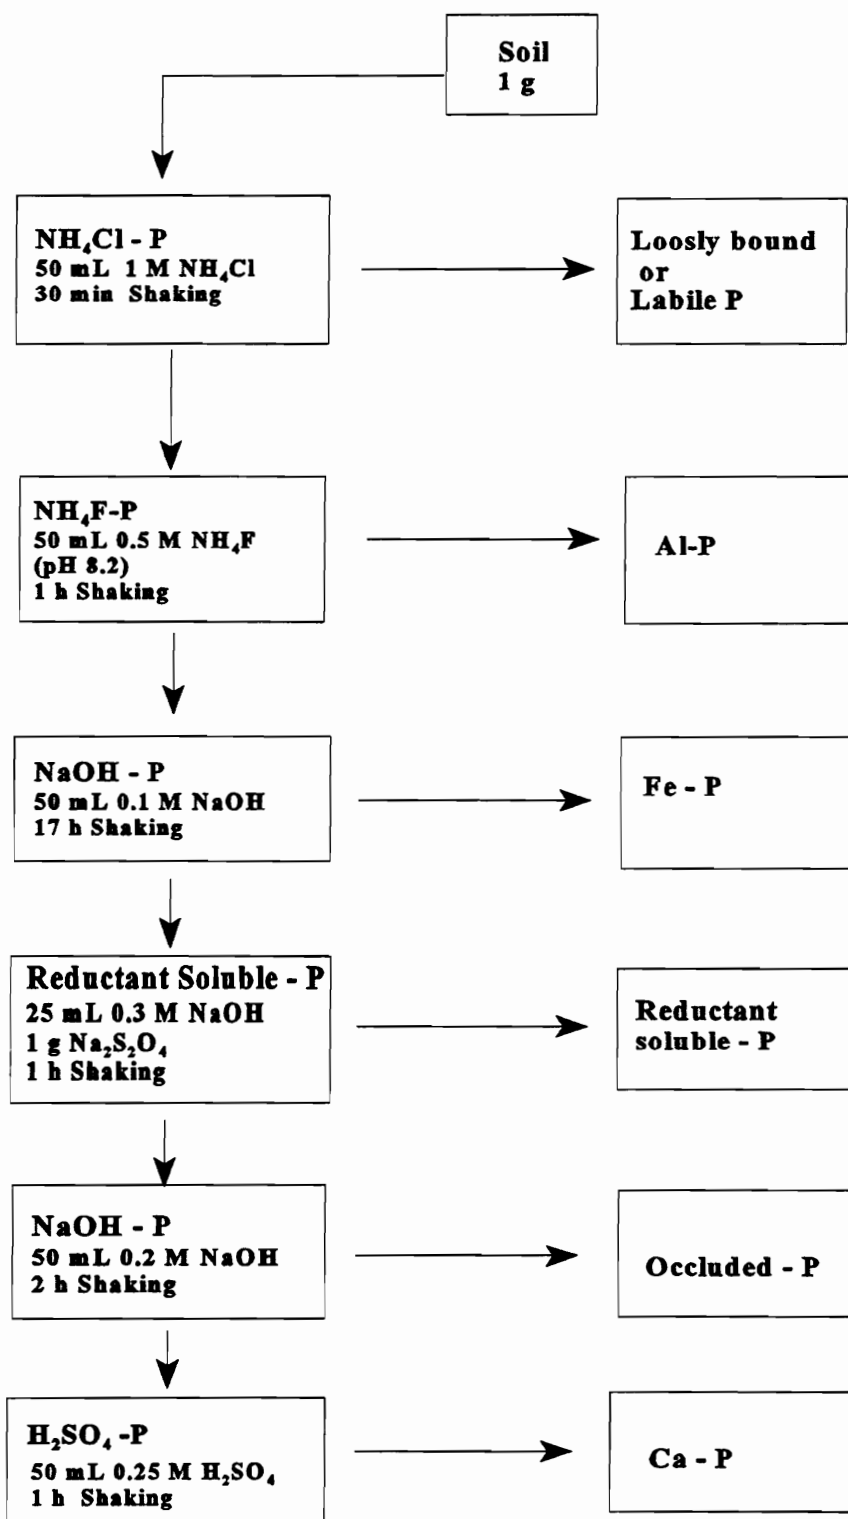 Soil
1 g
NH₄Cl - P
50 mL 1 M NH₄Cl
30 min Shaking
Loosly bound
or
Labile P
NH₄F-P
50 mL 0.5 M NH₄F
(pH 8.2)
1 h Shaking
Al-P
NaOH - P
50 mL 0.1 M NaOH
17 h Shaking
Fe - P
Reductant Soluble - P
25 mL 0.3 M NaOH
1 g Na₂S₂O₄
1 h Shaking
Reductant
soluble - P
NaOH - P
50 mL 0.2 M NaOH
2 h Shaking
Occluded - P
H₂SO₄ -P
50 mL 0.25 M H₂SO₄
1 h Shaking
Ca - P